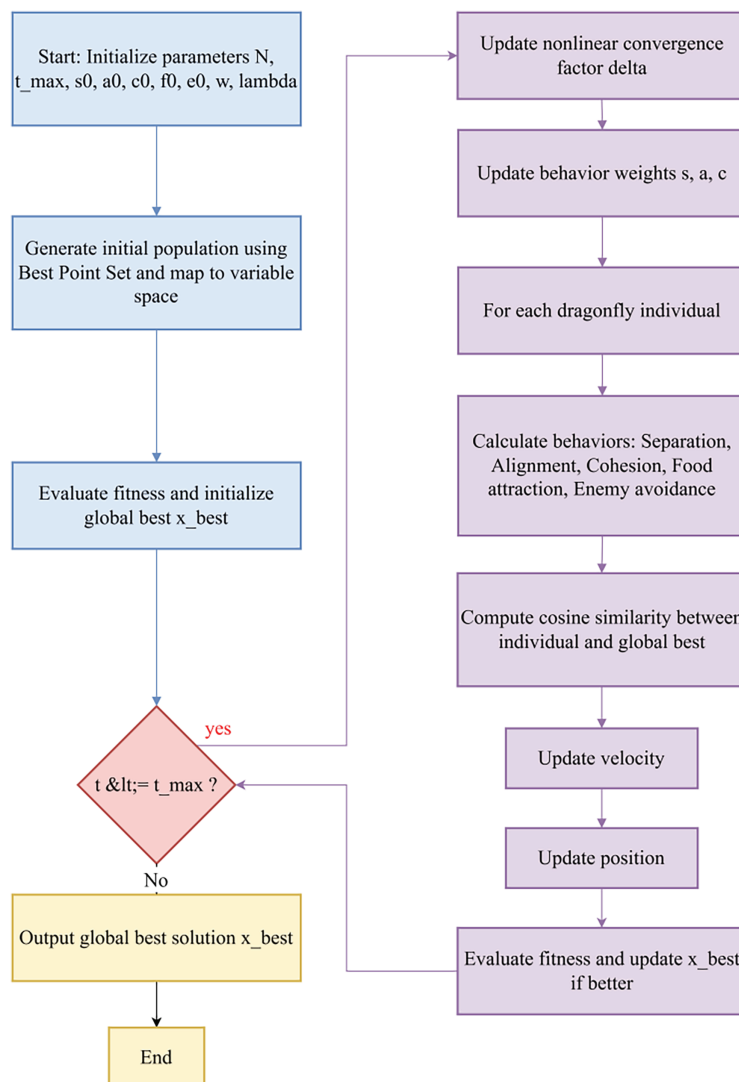 Start: Initialize parameters N,
t_max, s0, a0, c0, f0, e0, w, lambda
Generate initial population using
Best Point Set and map to variable
space
Evaluate fitness and initialize
global best x_best
t &lt;= t_max ?
yes
No
Output global best solution x_best
End
Update nonlinear convergence
factor delta
Update behavior weights s, a, c
For each dragonfly individual
Calculate behaviors: Separation,
Alignment, Cohesion, Food
attraction, Enemy avoidance
Compute cosine similarity between
individual and global best
Update velocity
Update position
Evaluate fitness and update x_best
if better